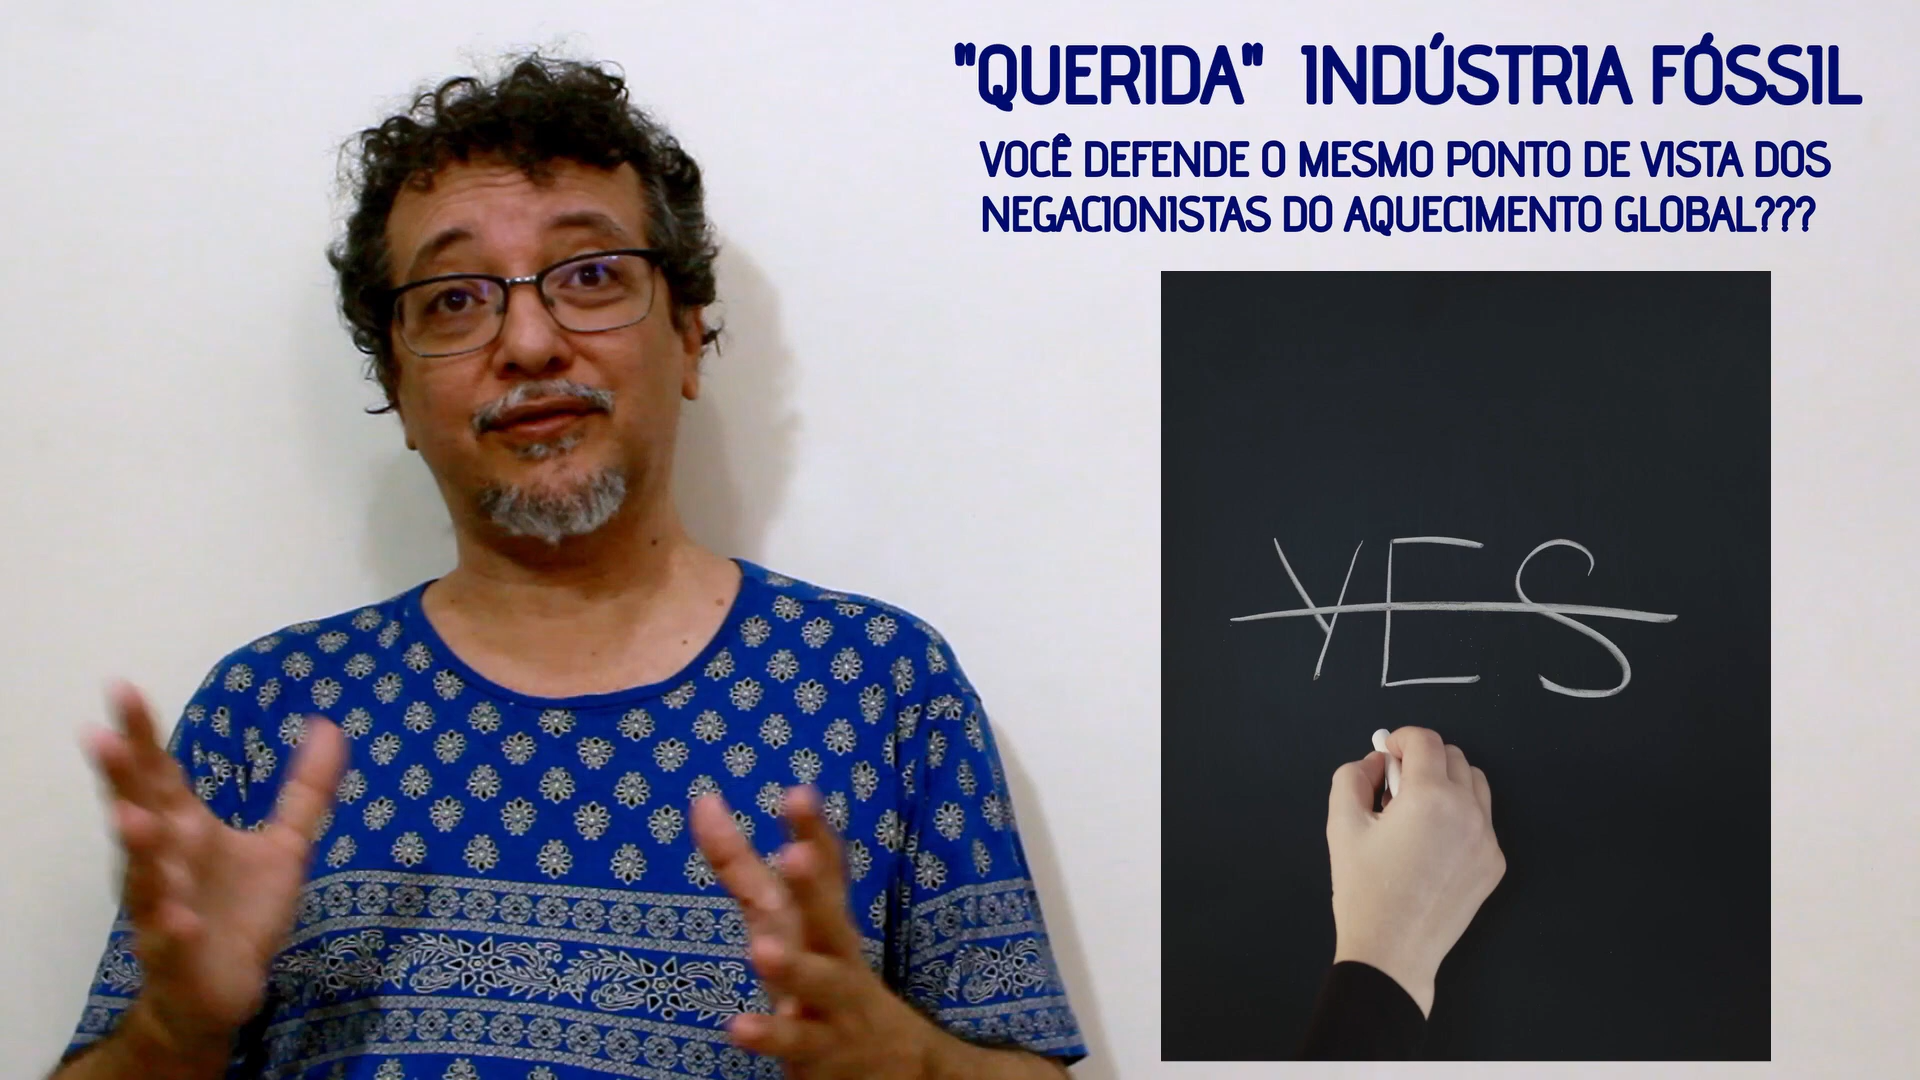 "QUERIDA" INDÚSTRIA FÓSSIL
VOCÊ DEFENDE O MESMO PONTO DE VISTA DOS
NEGACIONISTAS DO AQUECIMENTO GLOBAL???
YES